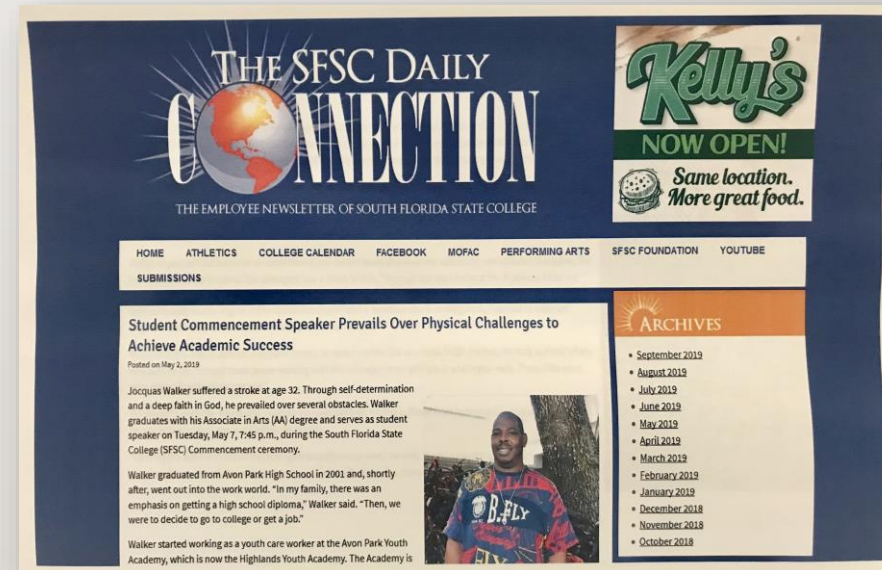 THE SFSC DAILY
CONNECTION
THE EMPLOYEE NEWSLETTER OF SOUTH FLORIDA STATE COLLEGE
Kelly's
NOW OPEN!
Same location.
More great food.
HOME ATHLETICS COLLEGE CALENDAR FACEBOOK MOFAC PERFORMING ARTS SFSC FOUNDATION YOUTUBE
SUBMISSIONS
Student Commencement Speaker Prevails Over Physical Challenges to
Achieve Academic Success
Posted on May 2, 2019
Jocquas Walker suffered a stroke at age 32. Through self-determination
and a deep faith in God, he prevailed over several obstacles. Walker
graduates with his Associate in Arts (AA) degree and serves as student
speaker on Tuesday, May 7, 7:45 p.m., during the South Florida State
College (SFSC) Commencement ceremony.
Walker graduated from Avon Park High School in 2001 and, shortly
after, went out into the work world. “In my family, there was an
emphasis on getting a high school diploma,” Walker said. “Then, we
were to decide to go to college or get a job.”
Walker started working as a youth care worker at the Avon Park Youth
Academy, which is now the Highlands Youth Academy. The Academy is
B.FLY
FLY
ARCHIVES
• September 2019
• August 2019
• July 2019
• June 2019
• May 2019
• April 2019
• March 2019
• February 2019
• January 2019
• December 2018
• November 2018
• October 2018